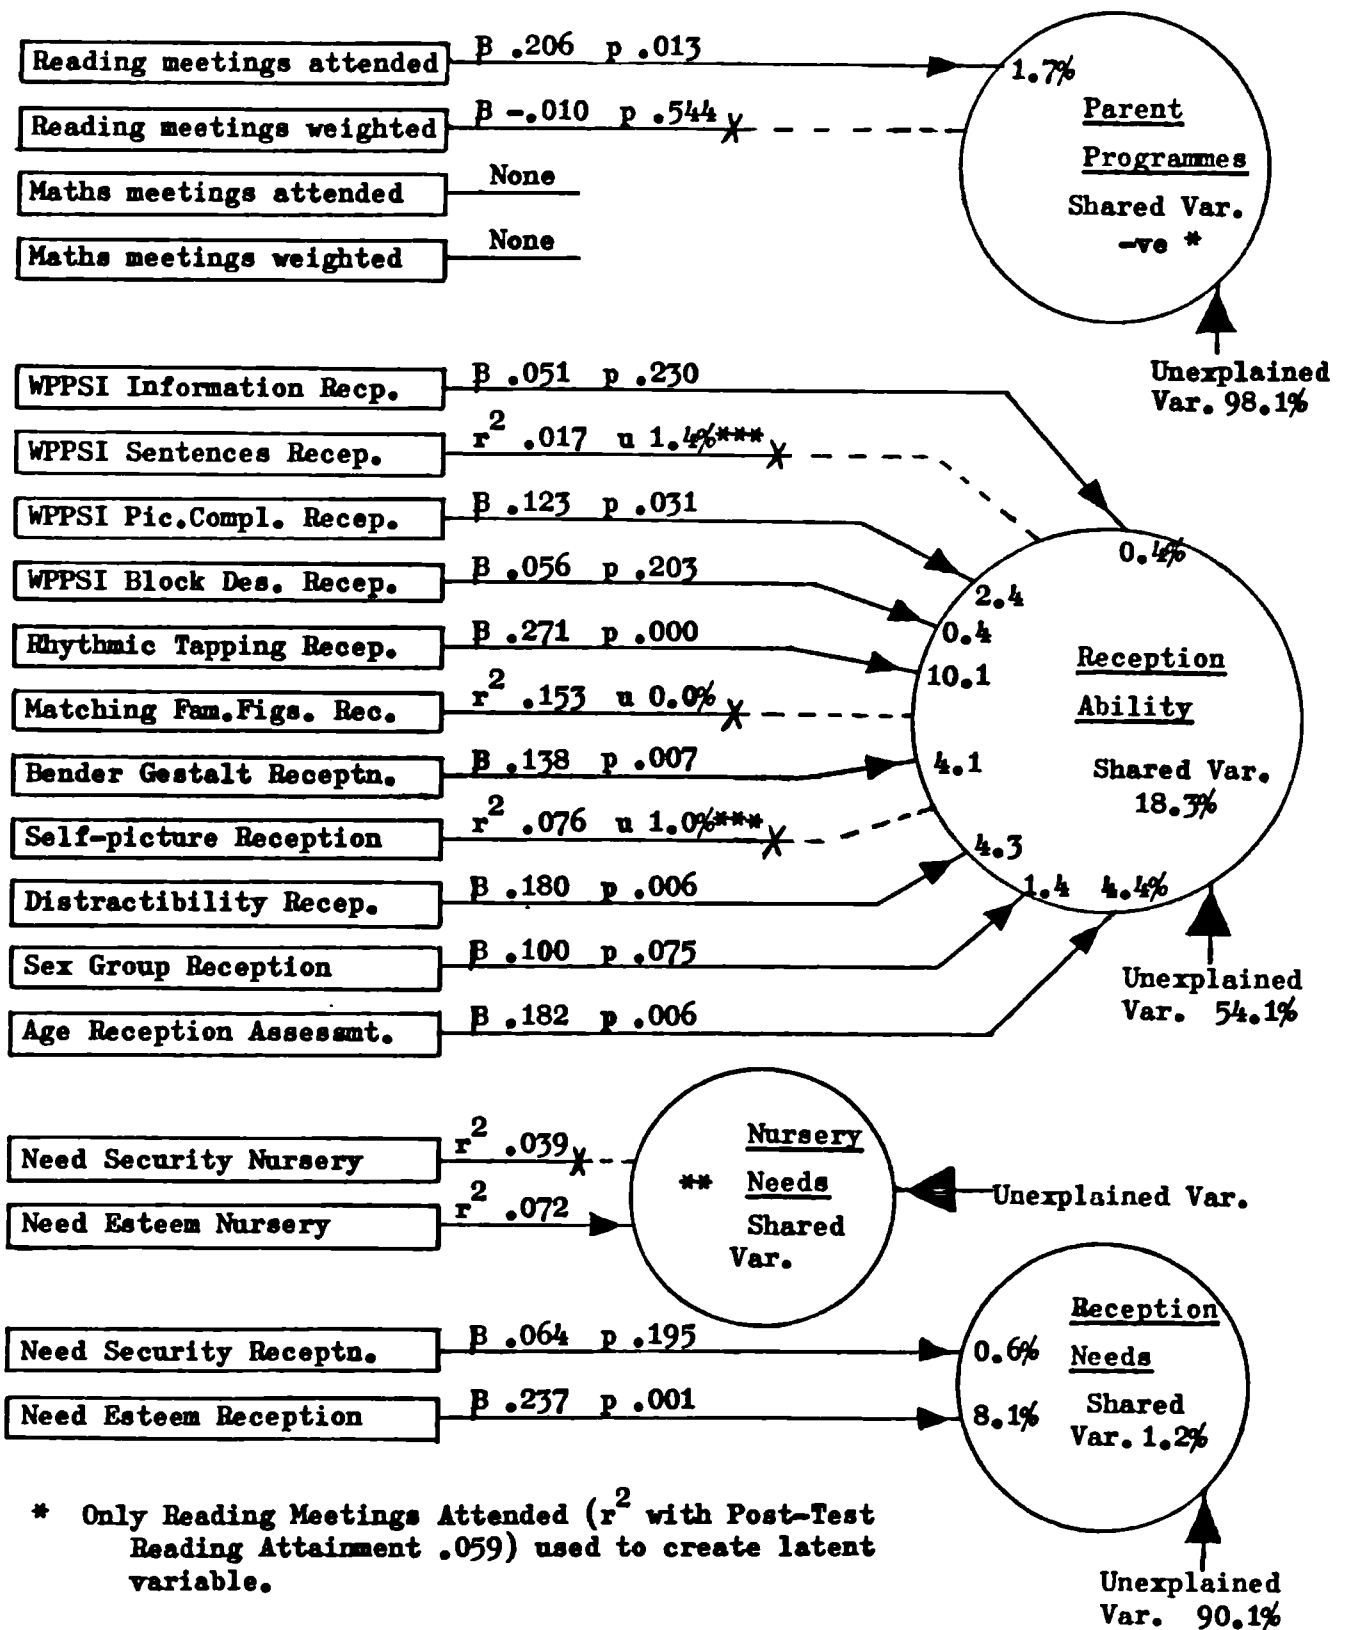 Reading meetings attended B .206 p .013
1.7%
Reading meetings weighted B -.010 p .544
Parent
Programmes
Shared Var.
-ve *
Maths meetings attended None
Maths meetings weighted None
Unexplained
Var. 98.1%
WPPSI Information Recp. B .051 p .230
WPPSI Sentences Recep. r2 .017 u 1.4%***
WPPSI Pic.Compl. Recep. B .123 p .031
WPPSI Block Des. Recep. B .056 p .203
Rhythmic Tapping Recep. B .271 p .000
Matching Fam.Figs. Rec. r2 .153 u 0.0%
Bender Gestalt Receptn. B .138 p .007
Self-picture Reception r2 .076 u 1.0%***
Distractibility Recep. B .180 p .006
Sex Group Reception B .100 p .075
Age Reception Assessmt. B .182 p .006
0.4%
2.4
0.4
10.1
4.1
4.3
1.4 4.4%
Reception
Ability
Shared Var.
18.3%
Unexplained
Var. 54.1%
Need Security Nursery r2 .039
Need Esteem Nursery r2 .072
Nursery
** Needs
Shared
Var.
Unexplained Var.
Need Security Receptn. B .064 p .195
Need Esteem Reception B .237 p .001
0.6%
8.1%
Reception
Needs
Shared
Var. 1.2%
Unexplained
Var. 90.1%
* Only Reading Meetings Attended (r2 with Post-Test
Reading Attainment .059) used to create latent
variable.